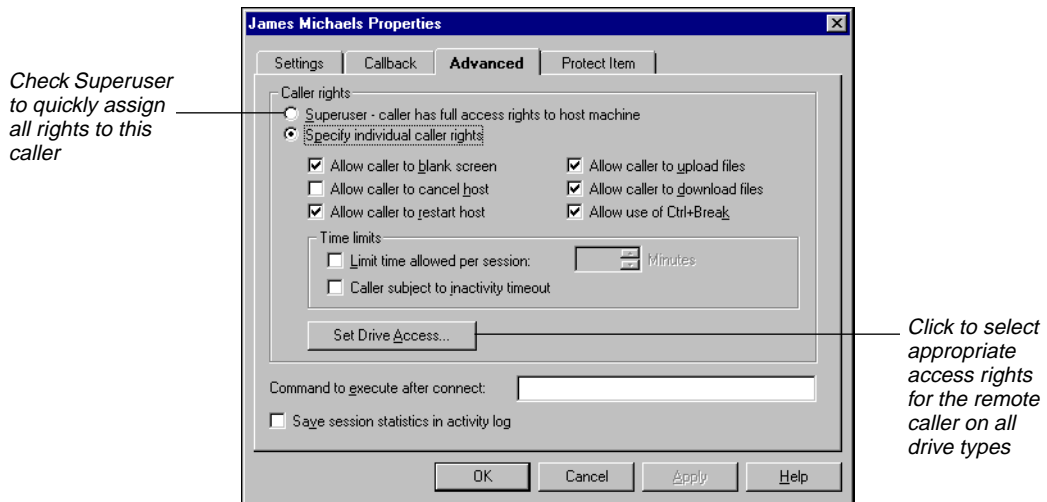 James Michaels Properties
Settings
Callback
Advanced
Protect Item
Check Superuser
to quickly assign
all rights to this
caller
Caller rights
Superuser - caller has full access rights to host machine
Specify individual caller rights
Allow caller to blank screen
Allow caller to upload files
Allow caller to cancel host
Allow caller to download files
Allow caller to restart host
Allow use of Ctrl+Break
Time limits
Limit time allowed per session:
Minutes
Caller subject to inactivity timeout
Set Drive Access...
Click to select
appropriate
access rights
for the remote
caller on all
drive types
Command to execute after connect:
Save session statistics in activity log
OK
Cancel
Apply
Help